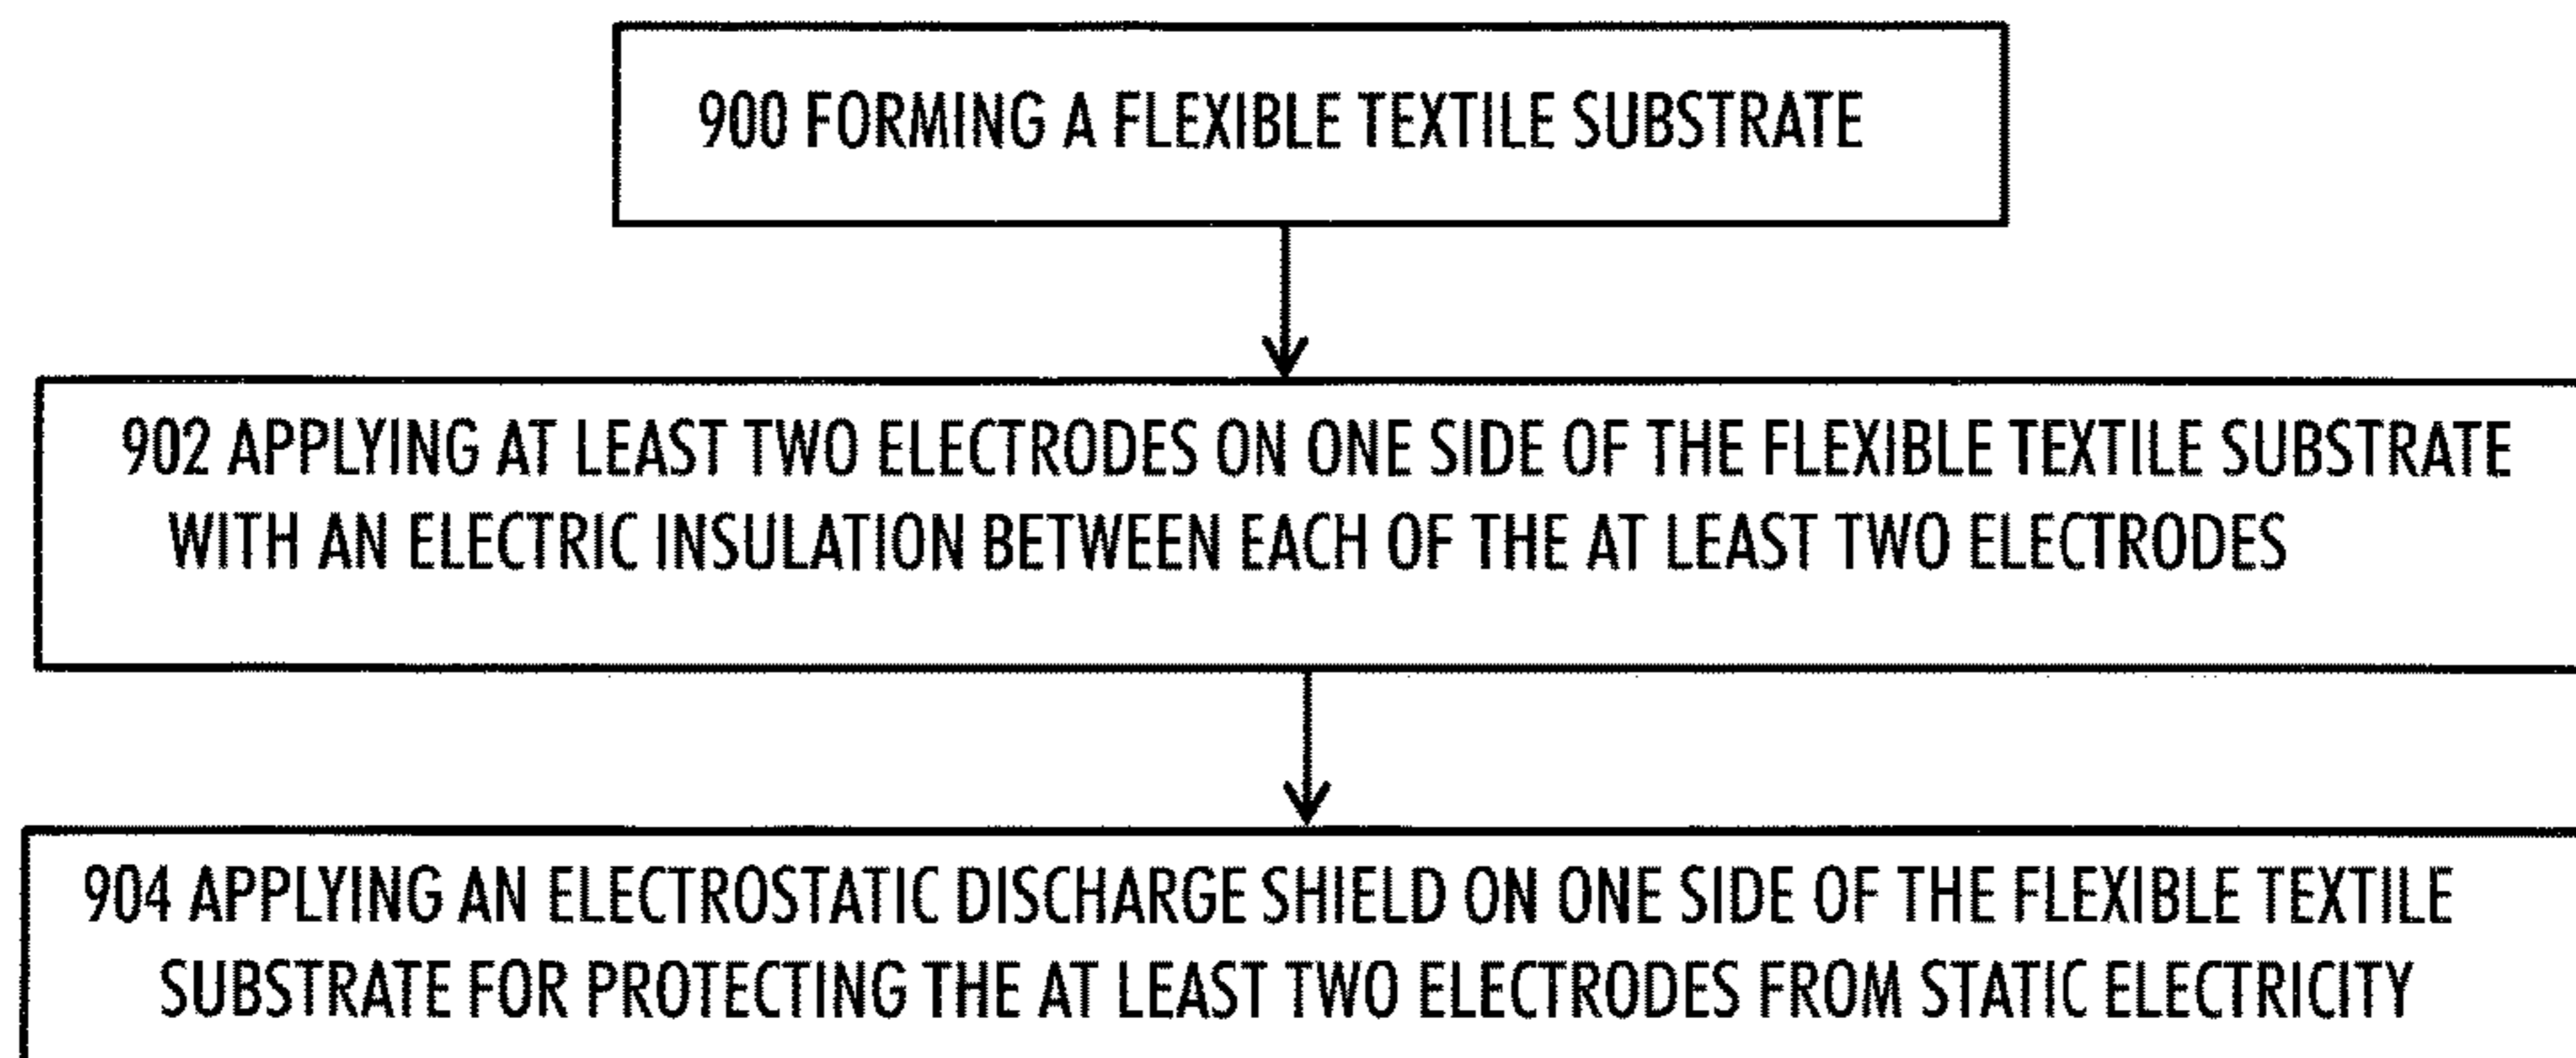 900 FORMING A FLEXIBLE TEXTILE SUBSTRATE
902 APPLYING AT LEAST TWO ELECTRODES ON ONE SIDE OF THE FLEXIBLE TEXTILE SUBSTRATE
WITH AN ELECTRIC INSULATION BETWEEN EACH OF THE AT LEAST TWO ELECTRODES
904 APPLYING AN ELECTROSTATIC DISCHARGE SHIELD ON ONE SIDE OF THE FLEXIBLE TEXTILE
SUBSTRATE FOR PROTECTING THE AT LEAST TWO ELECTRODES FROM STATIC ELECTRICITY